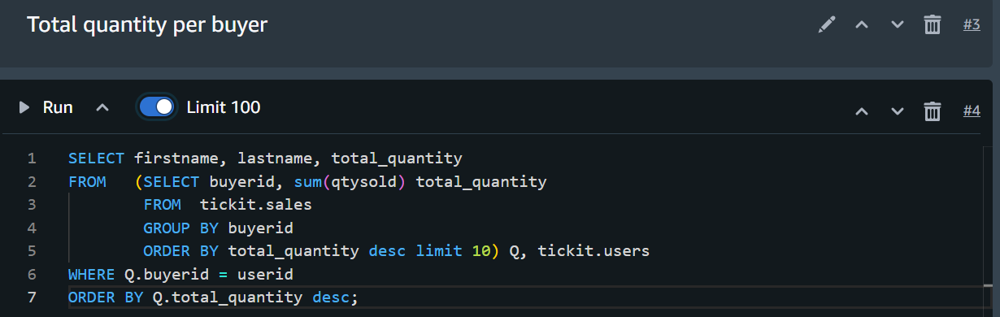 Total quantity per buyer
#3
Run
Limit 100
#4
1 SELECT firstname, lastname, total_quantity
2 FROM   (SELECT buyerid, sum(qtysold) total_quantity
3         FROM  tickit.sales
4         GROUP BY buyerid
5         ORDER BY total_quantity desc limit 10) Q, tickit.users
6 WHERE Q.buyerid = userid
7 ORDER BY Q.total_quantity desc;